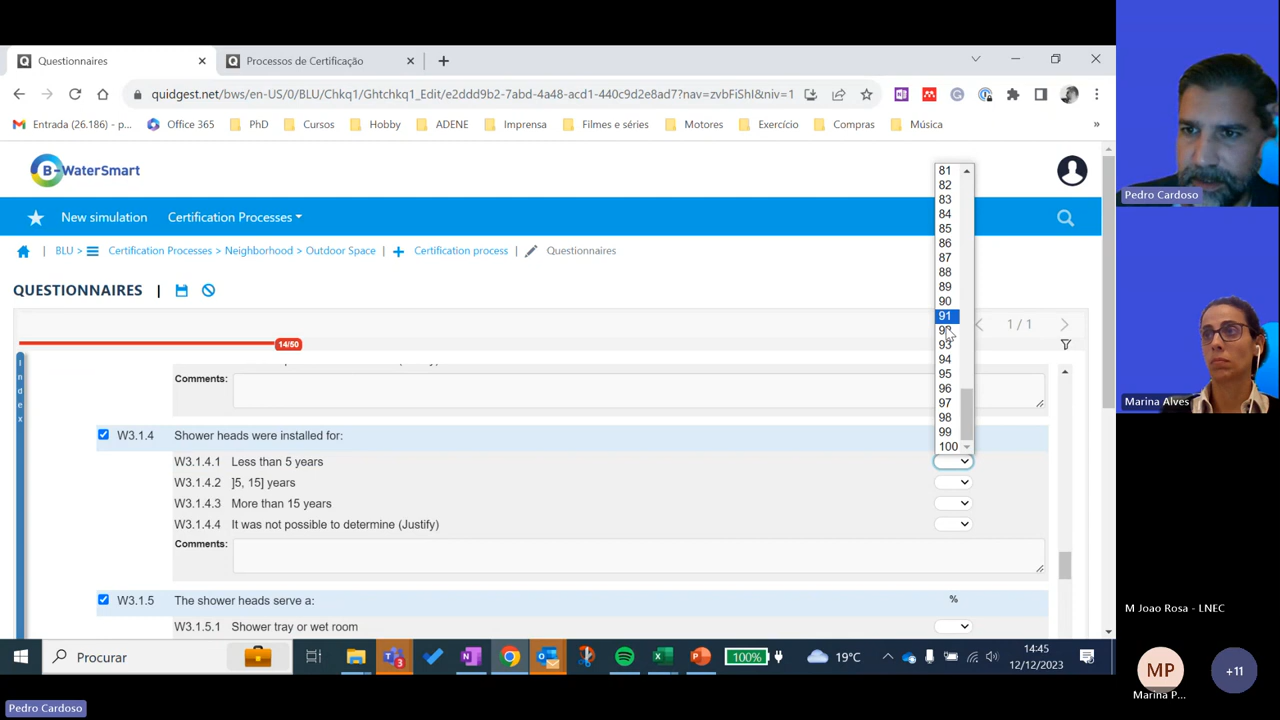 Questionnaires
Processos de Certificação
quidgest.net/bws/en-US/0/BLU/Chkq1/Ghtchkq1_Edit/e2ddd9b2-7abd-4a48-acd1-440c9d2e8ad7?nav=zvbFiShl&niv=1
Entrada (26.186) - p...
Office 365
PhD
Cursos
Hobby
ADENE
Imprensa
Filmes e séries
Motores
Exercício
Compras
Música
»
B-WaterSmart
New simulation
Certification Processes
BLU >
Certification Processes > Neighborhood > Outdoor Space
Certification process
Questionnaires
QUESTIONNAIRES |
1 / 1
14/50
Index
Comments:
W3.1.4 Shower heads were installed for:
W3.1.4.1 Less than 5 years
W3.1.4.2 ]5, 15] years
W3.1.4.3 More than 15 years
W3.1.4.4 It was not possible to determine (Justify)
Comments:
W3.1.5 The shower heads serve a: %
W3.1.5.1 Shower tray or wet room
81
82
83
84
85
86
87
88
89
90
91
93
94
95
96
97
98
99
100
Procurar
3
100%
19°C
14:45
12/12/2023
Pedro Cardoso
Marina Alves
M Joao Rosa - LNEC
MP
Marina P...
+11
Pedro Cardoso